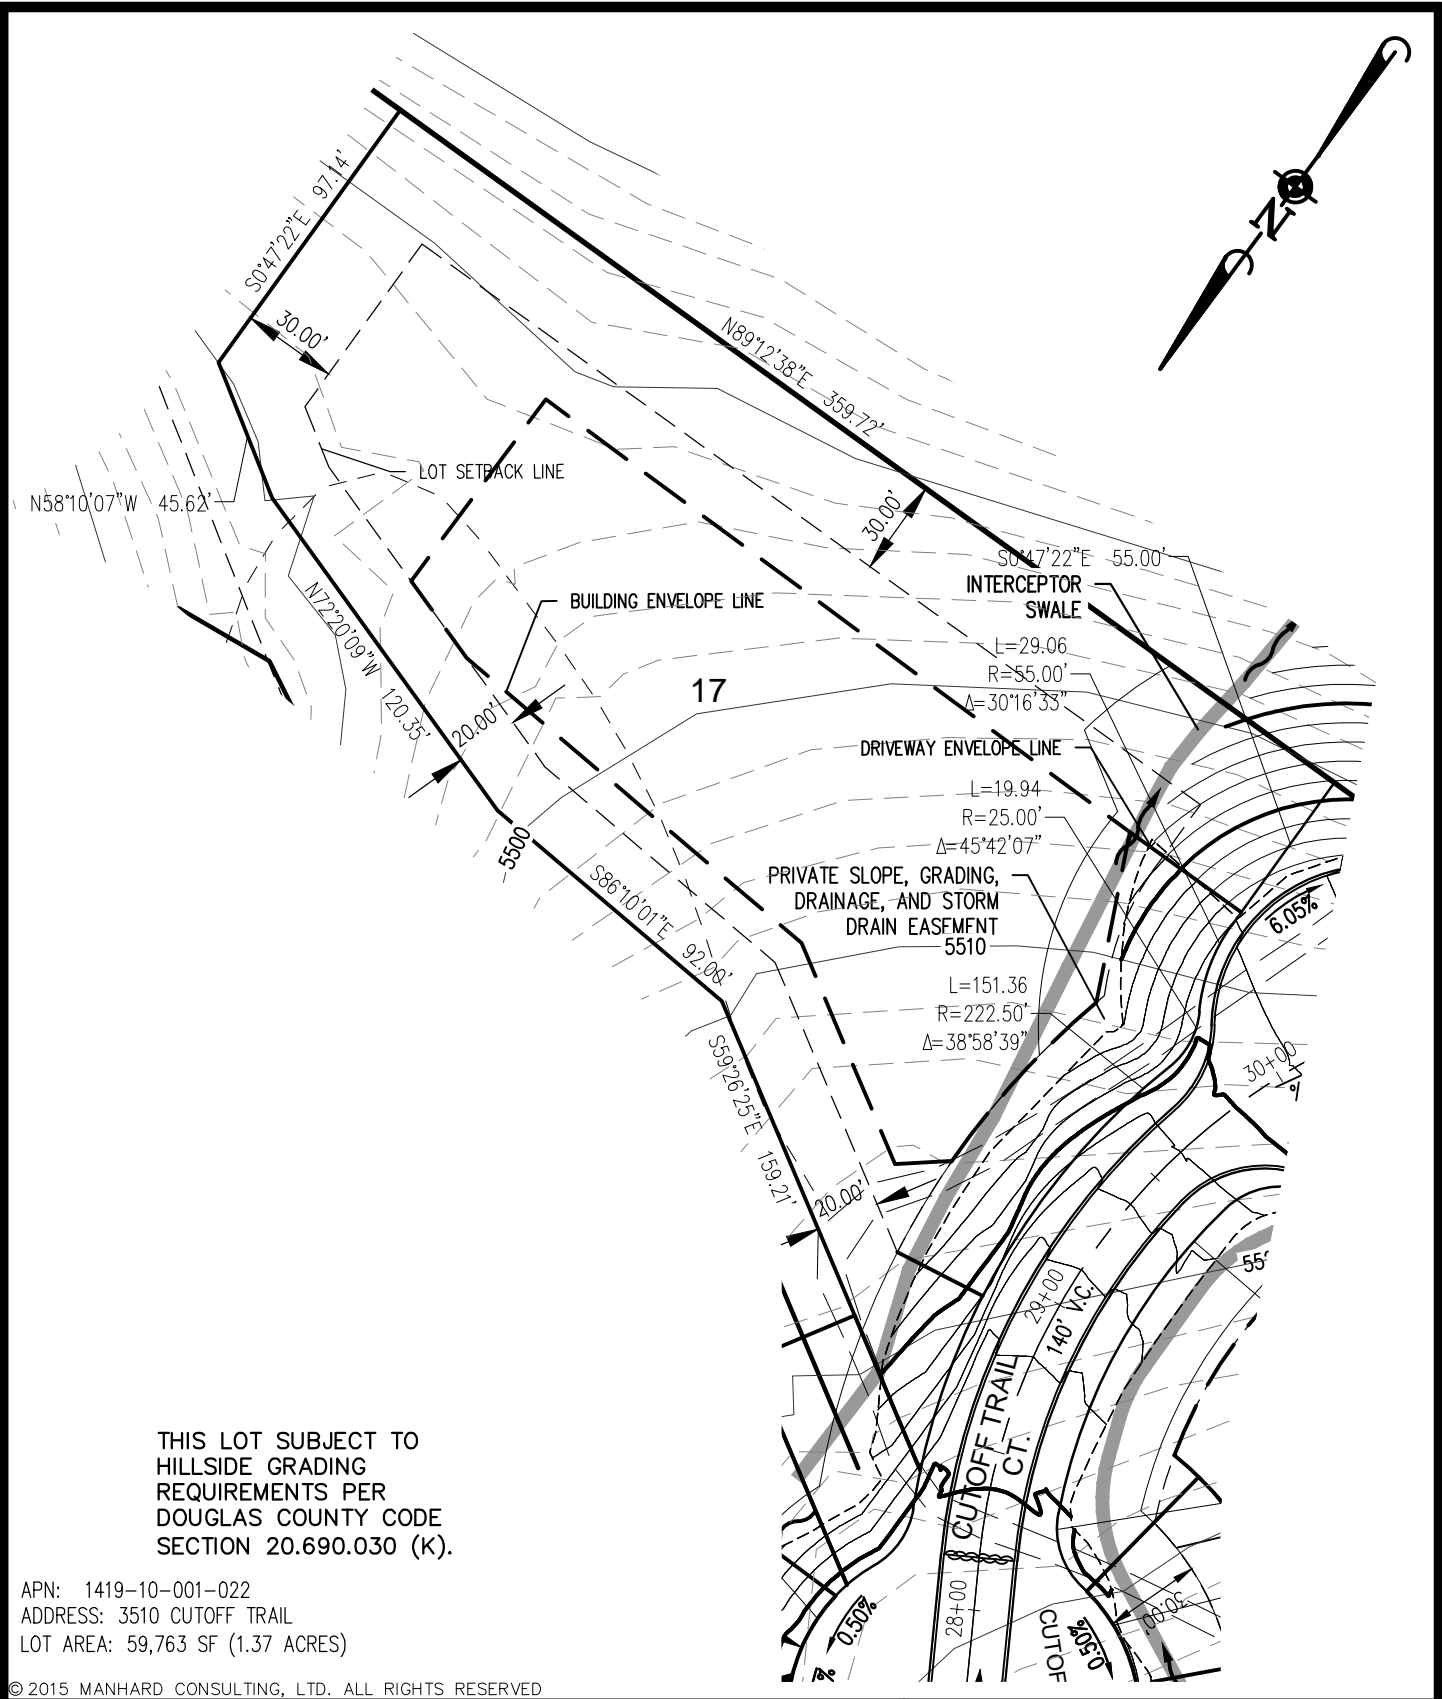 N
S0°47'22"E 97.14'
30.00'
N89°12'38"E 359.72'
LOT SETBACK LINE
N58°10'07"W 45.62'
30.00'
S0°47'22"E 55.00'
INTERCEPTOR
SWALE
BUILDING ENVELOPE LINE
N72°20'09"W 120.35'
L=29.06
R=55.00'
Δ=30°16'33"
17
20.00'
DRIVEWAY ENVELOPE LINE
L=19.94
R=25.00'
Δ=45°42'07"
5500
PRIVATE SLOPE, GRADING,
DRAINAGE, AND STORM
DRAIN EASEMENT
5510
S86°10'01"E 92.00'
6.05%
L=151.36
R=222.50'
Δ=38°58'39"
S59°26'25"E 159.21'
30+00
%
20.00'
29+00
140' V.C.
CUTOFF TRAIL
CT.
THIS LOT SUBJECT TO
HILLSIDE GRADING
REQUIREMENTS PER
DOUGLAS COUNTY CODE
SECTION 20.690.030 (K).
APN: 1419-10-001-022
ADDRESS: 3510 CUTOFF TRAIL
LOT AREA: 59,763 SF (1.37 ACRES)
0.50%
28+00
CUTOF
0.50%
30.00'
%
© 2015 MANHARD CONSULTING, LTD. ALL RIGHTS RESERVED